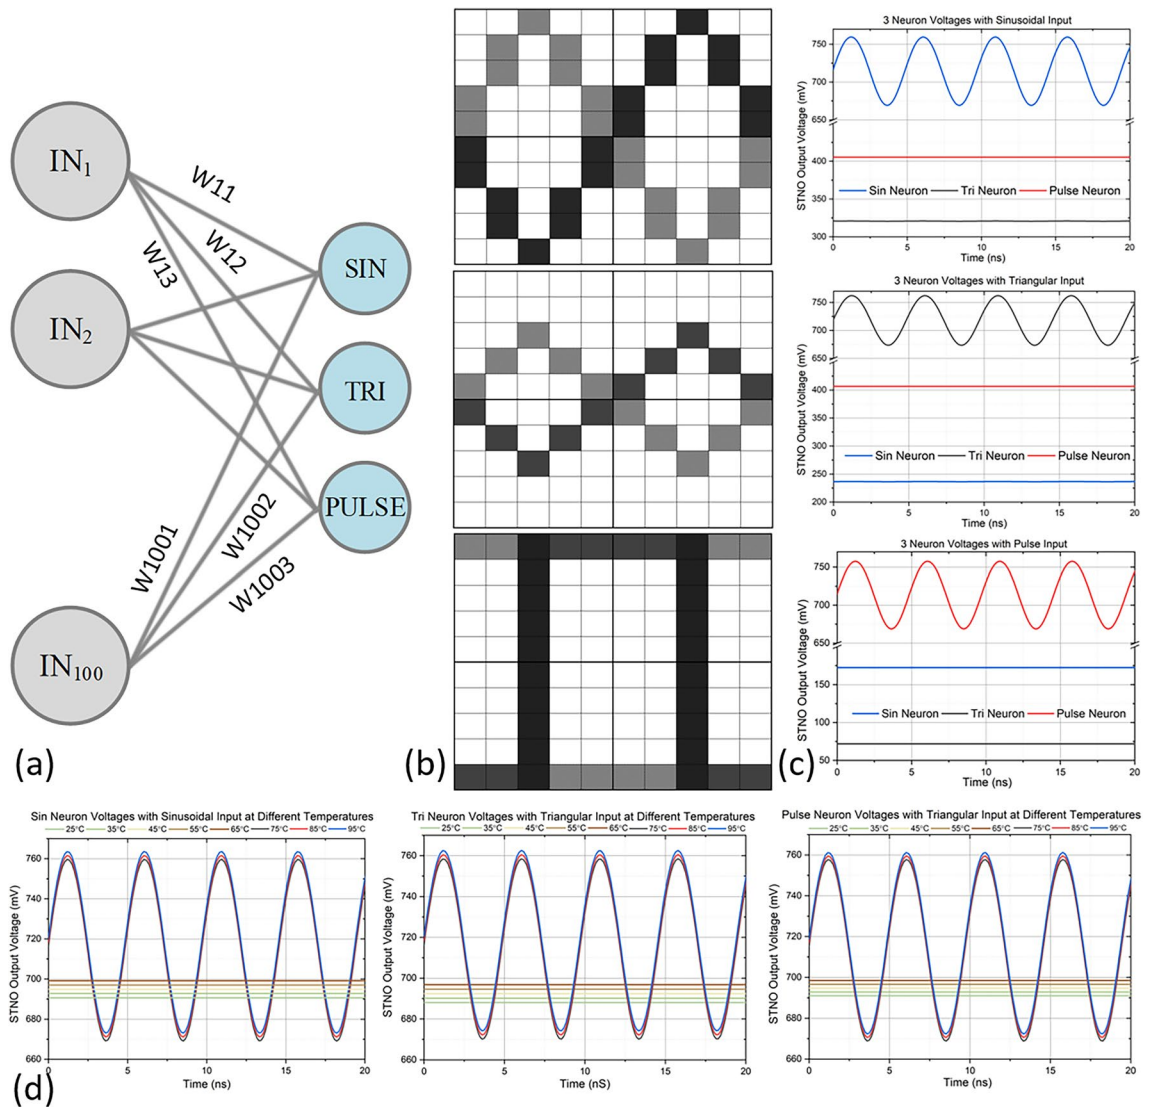 IN1
IN2
IN100
W11
W12
W13
W1001
W1002
W1003
SIN
TRI
PULSE
(a)
(b)
3 Neuron Voltages with Sinusoidal Input
STNO Output Voltage (mV)
750
700
650
400
350
300
Sin Neuron Tri Neuron Pulse Neuron
0 5 10 15 20
Time (ns)
3 Neuron Voltages with Triangular Input
STNO Output Voltage (mV)
750
700
650
400
350
300
250
200
Sin Neuron Tri Neuron Pulse Neuron
0 5 10 15 20
Time (ns)
3 Neuron Voltages with Pulse Input
STNO Output Voltage (mV)
750
700
650
150
100
50
Sin Neuron Tri Neuron Pulse Neuron
0 5 10 15 20
Time (ns)
(c)
Sin Neuron Voltages with Sinusoidal Input at Different Temperatures
25°C 35°C 45°C 55°C 65°C 75°C 85°C 95°C
STNO Output Voltage (mV)
760
740
720
700
680
660
0 5 10 15 20
Time (ns)
Tri Neuron Voltages with Triangular Input at Different Temperatures
25°C 35°C 45°C 55°C 65°C 75°C 85°C 95°C
STNO Output Voltage (mV)
760
740
720
700
680
660
0 5 10 15 20
Time (nS)
Pulse Neuron Voltages with Triangular Input at Different Temperatures
25°C 35°C 45°C 55°C 65°C 75°C 85°C 95°C
STNO Output Voltage (mV)
760
740
720
700
680
660
0 5 10 15 20
Time (ns)
(d)